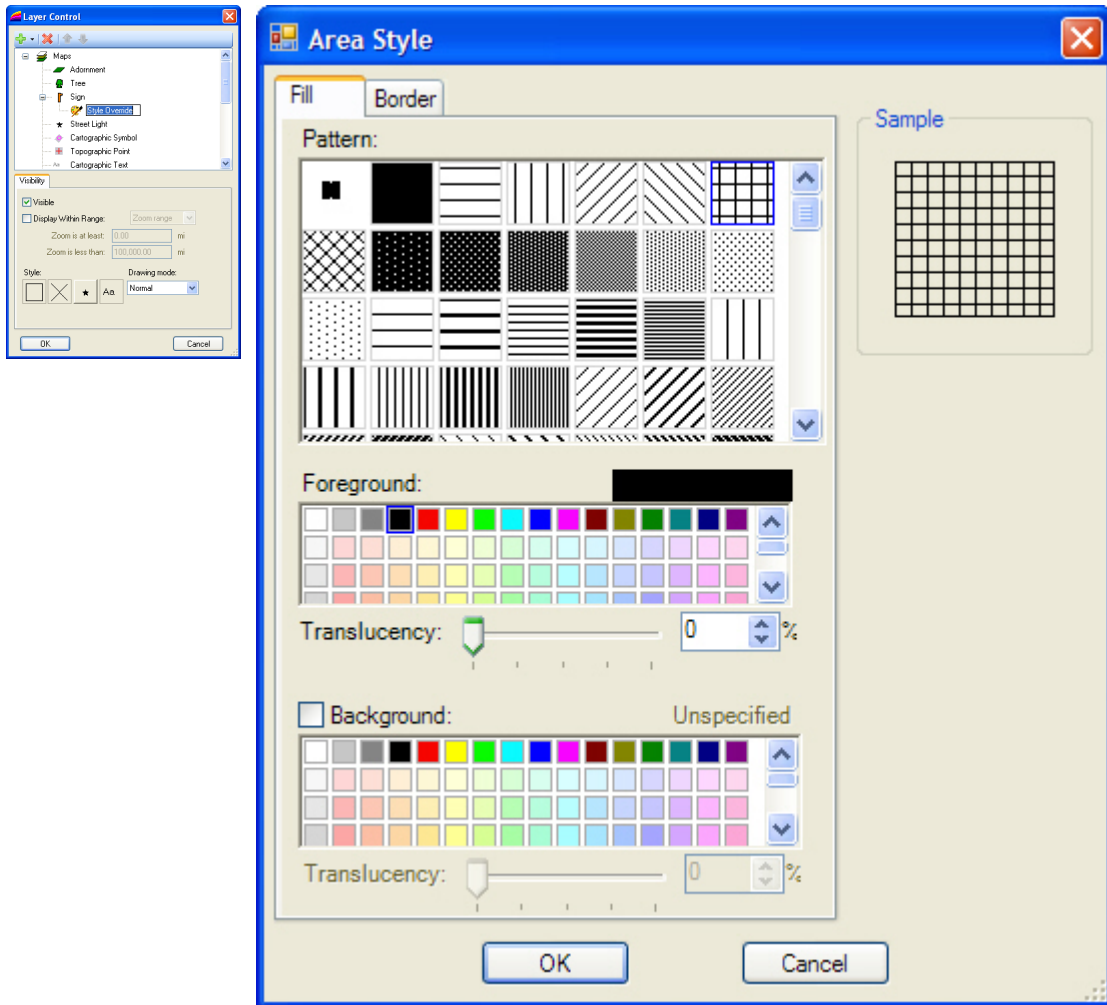 Layer Control
Maps
Adornment
Tree
Sign
Style Override
Street Light
Cartographic Symbol
Topographic Point
Cartographic Text
Visibility
Visible
Display Within Range: Zoom range
Zoom is at least: 0.00 mi
Zoom is less than: 100,000.00 mi
Style: Drawing mode:
Aa Normal
OK Cancel
Area Style
Fill Border
Pattern:
N
Sample
Foreground:
Translucency: 0 %
Background: Unspecified
Translucency: 0 %
OK Cancel